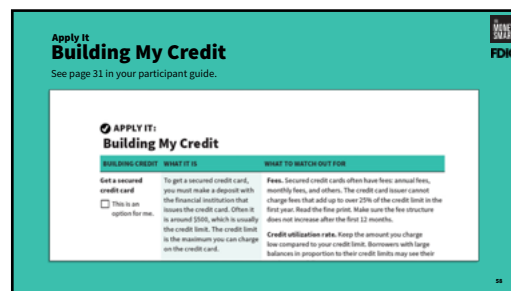 Apply It
Building My Credit
See page 31 in your participant guide.
MONEY
SMART
FDIC
APPLY IT:
Building My Credit
BUILDING CREDIT WHAT IT IS WHAT TO WATCH OUT FOR
Get a secured
credit card
This is an
option for me.
To get a secured credit card,
you must make a deposit with
the financial institution that
issues the credit card. Often it
is around $500, which is usually
the credit limit. The credit limit
is the maximum you can charge
on the credit card.
Fees. Secured credit cards often have fees: annual fees,
monthly fees, and others. The credit card issuer cannot
charge fees that add up to over 25% of the credit limit in the
first year. Read the fine print. Make sure the fee structure
does not increase after the first 12 months.
Credit utilization rate. Keep the amount you charge
low compared to your credit limit. Borrowers with large
balances in proportion to their credit limits may see their
58